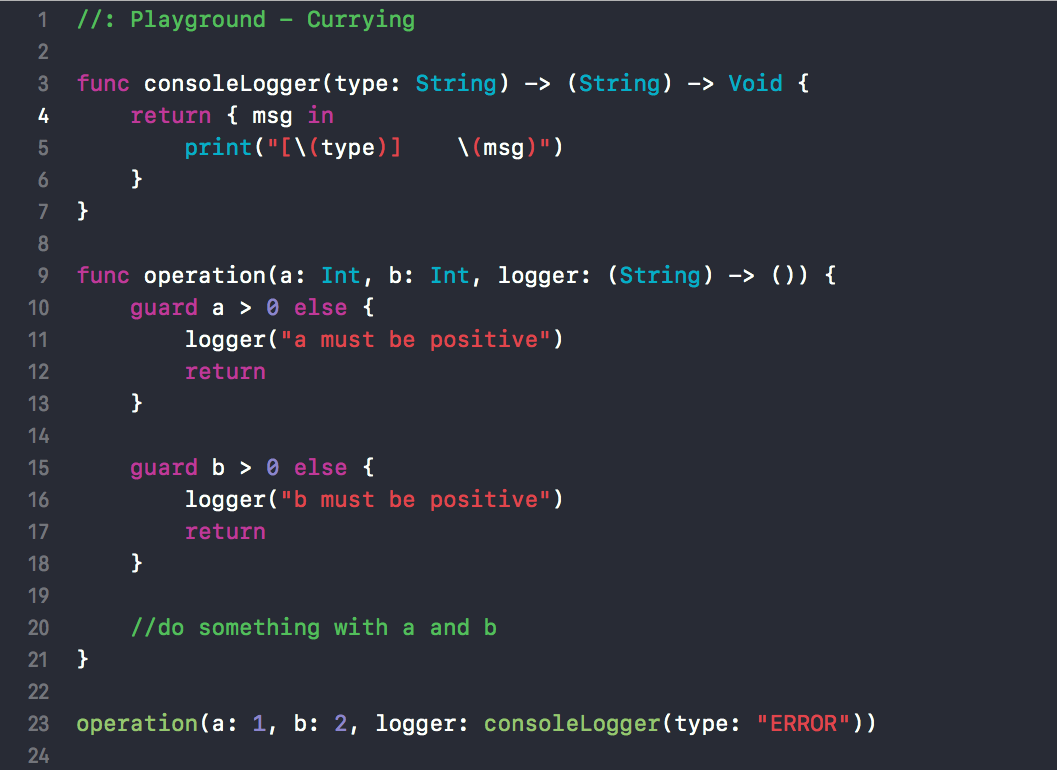 1 //: Playground – Currying
2
3 func consoleLogger(type: String) -> (String) -> Void {
4     return { msg in
5         print("[\(type)]    \(msg)")
6     }
7 }
8
9 func operation(a: Int, b: Int, logger: (String) -> ()) {
10     guard a > 0 else {
11         logger("a must be positive")
12         return
13     }
14
15     guard b > 0 else {
16         logger("b must be positive")
17         return
18     }
19
20     //do something with a and b
21 }
22
23 operation(a: 1, b: 2, logger: consoleLogger(type: "ERROR"))
24